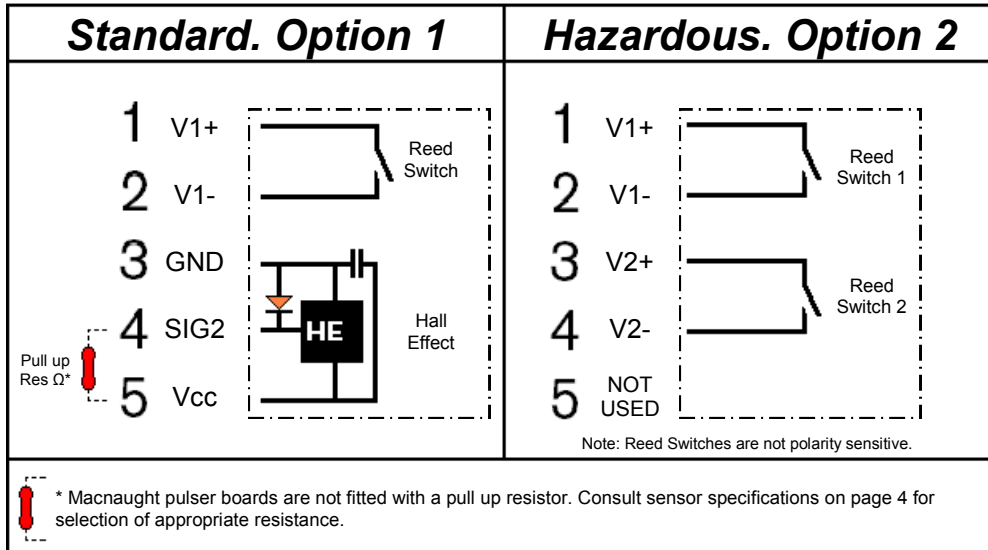 Standard. Option 1
1 V1+
2 V1-
3 GND
4 SIG2
5 Vcc
Reed
Switch
HE
Hall
Effect
Pull up
Res Ω*
Hazardous. Option 2
1 V1+
2 V1-
3 V2+
4 V2-
5 NOT
USED
Reed
Switch 1
Reed
Switch 2
Note: Reed Switches are not polarity sensitive.
* Macnaught pulser boards are not fitted with a pull up resistor. Consult sensor specifications on page 4 for
selection of appropriate resistance.